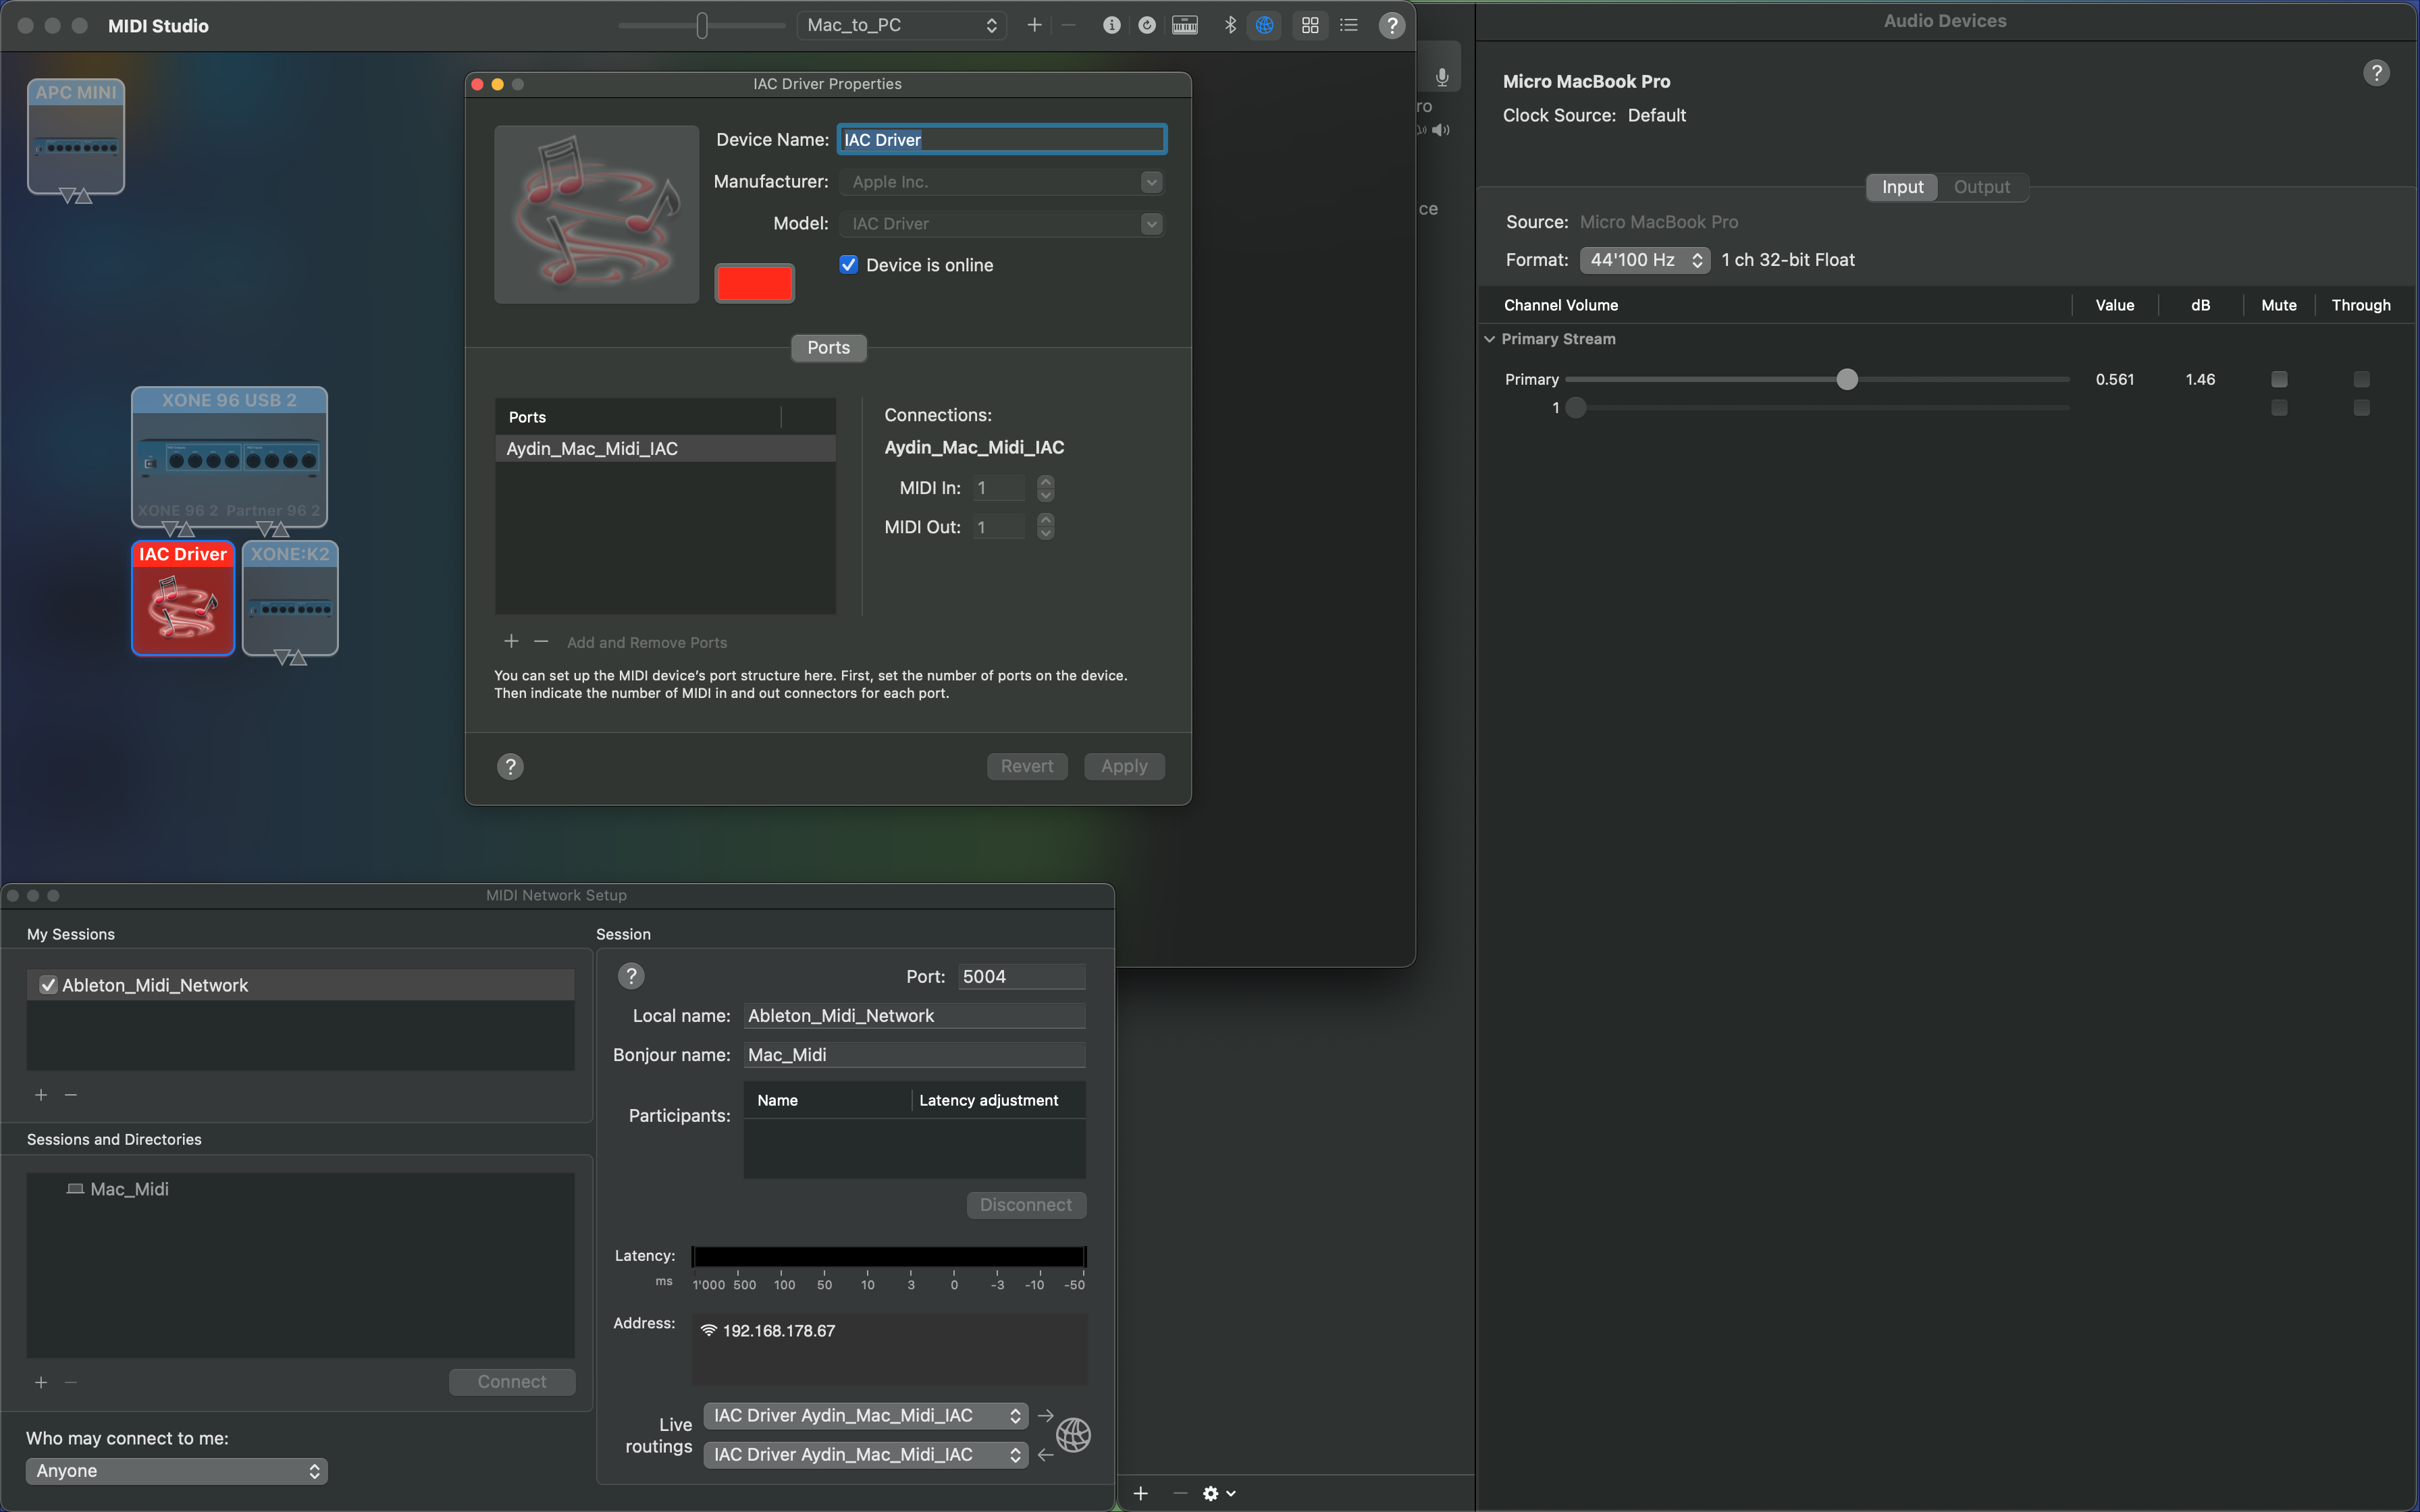 MIDI Studio
Mac_to_PC
APC MINI
XONE 96 USB 2
XONE 96 2 Partner 96 2
IAC Driver
XONE:K2
IAC Driver Properties
Device Name: IAC Driver
Manufacturer: Apple Inc.
Model: IAC Driver
Device is online
Ports
Ports
Aydin_Mac_Midi_IAC
Connections:
Aydin_Mac_Midi_IAC
MIDI In: 1
MIDI Out: 1
+ − Add and Remove Ports
You can set up the MIDI device's port structure here. First, set the number of ports on the device.
Then indicate the number of MIDI in and out connectors for each port.
?
Revert
Apply
MIDI Network Setup
My Sessions
Ableton_Midi_Network
+ −
Sessions and Directories
Mac_Midi
+ −
Connect
Who may connect to me:
Anyone
Session
?
Port: 5004
Local name: Ableton_Midi_Network
Bonjour name: Mac_Midi
Participants:
Name Latency adjustment
Disconnect
Latency:
ms 1'000 500 100 50 10 3 0 -3 -10 -50
Address: 192.168.178.67
Live routings
IAC Driver Aydin_Mac_Midi_IAC
IAC Driver Aydin_Mac_Midi_IAC
ro
ce
Audio Devices
Micro MacBook Pro
Clock Source: Default
?
Input Output
Source: Micro MacBook Pro
Format: 44'100 Hz 1 ch 32-bit Float
Channel Volume Value dB Mute Through
Primary Stream
Primary 0.561 1.46
1